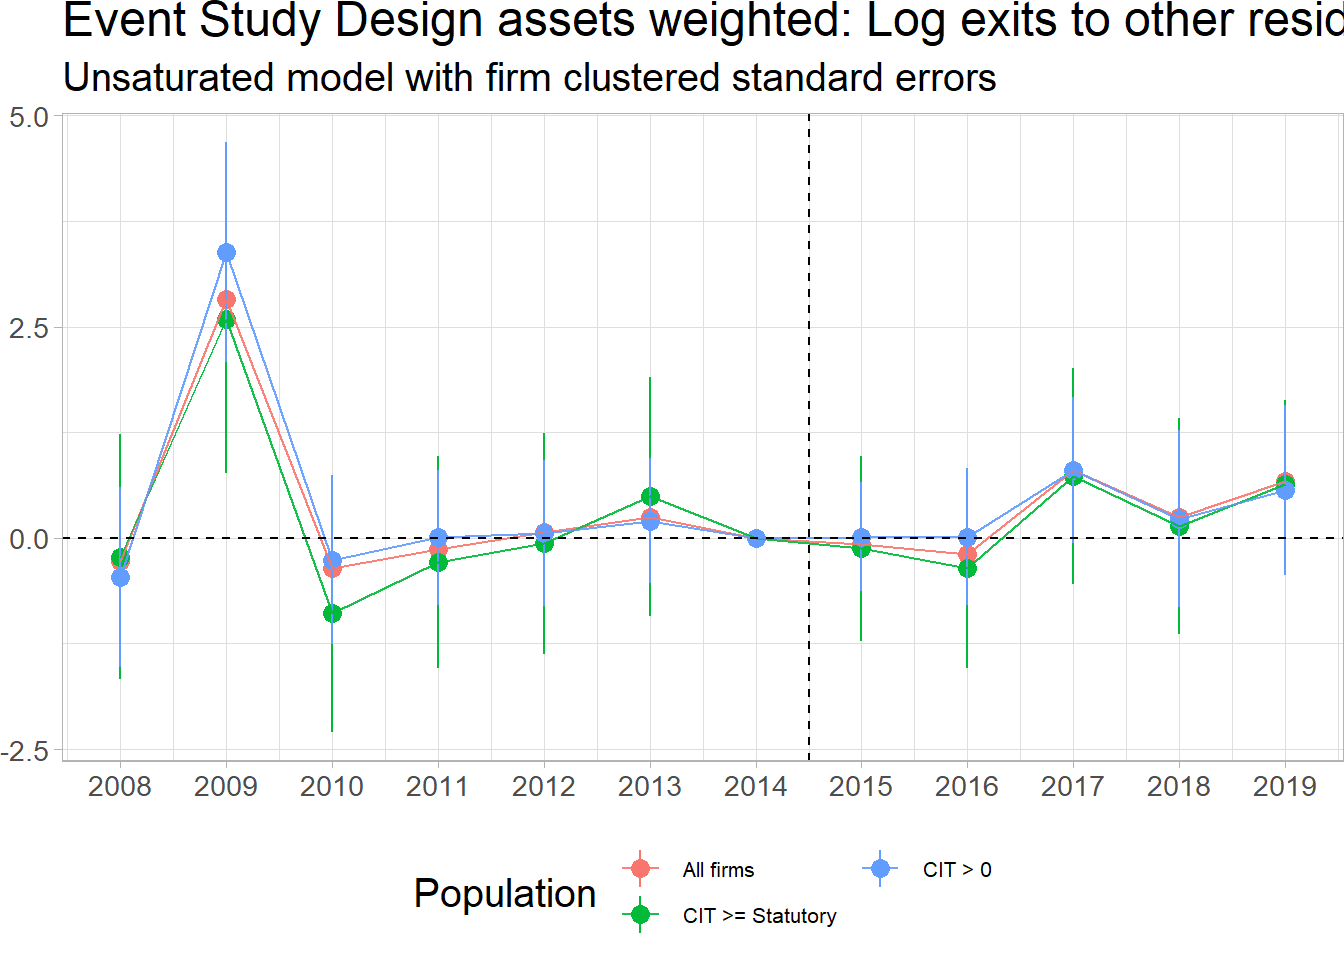 Event Study Design assets weighted: Log exits to other resid
Unsaturated model with firm clustered standard errors
5.0
2.5
0.0
-2.5
2008 2009 2010 2011 2012 2013 2014 2015 2016 2017 2018 2019
Population
All firms
CIT > 0
CIT >= Statutory